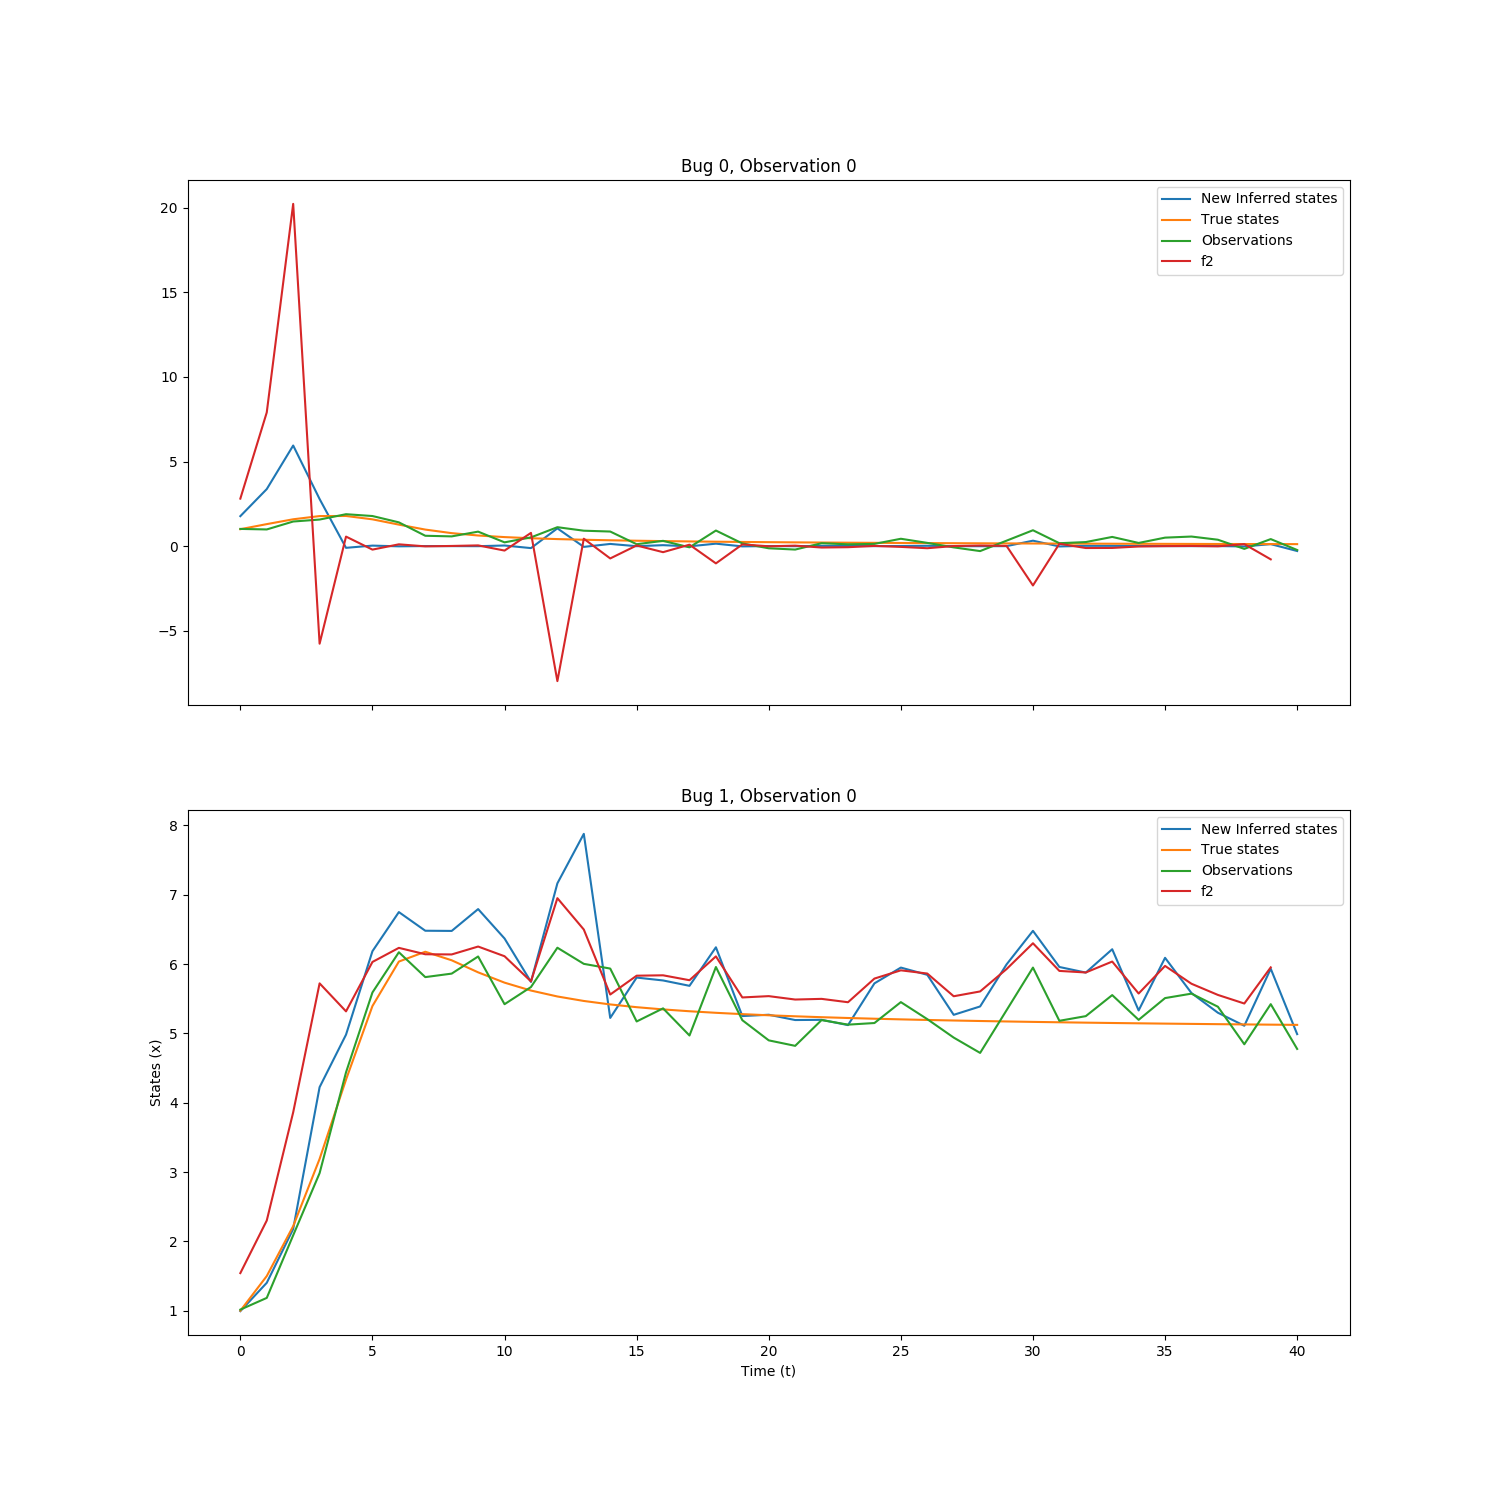 Bug 0, Observation 0
20
15
10
5
0
−5
New Inferred states
True states
Observations
f2
Bug 1, Observation 0
States (x)
8
7
6
5
4
3
2
1
New Inferred states
True states
Observations
f2
0 5 10 15 20 25 30 35 40
Time (t)